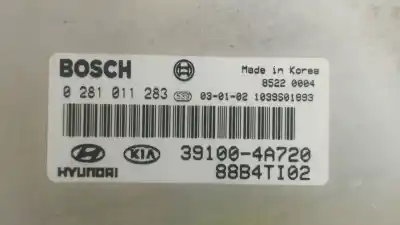 BOSCH
Made in Korea
8522 0004
0 281 011 283
03-01-02 1039S01893
HYUNDAI
KIA
39100-4A720
88B4TI02